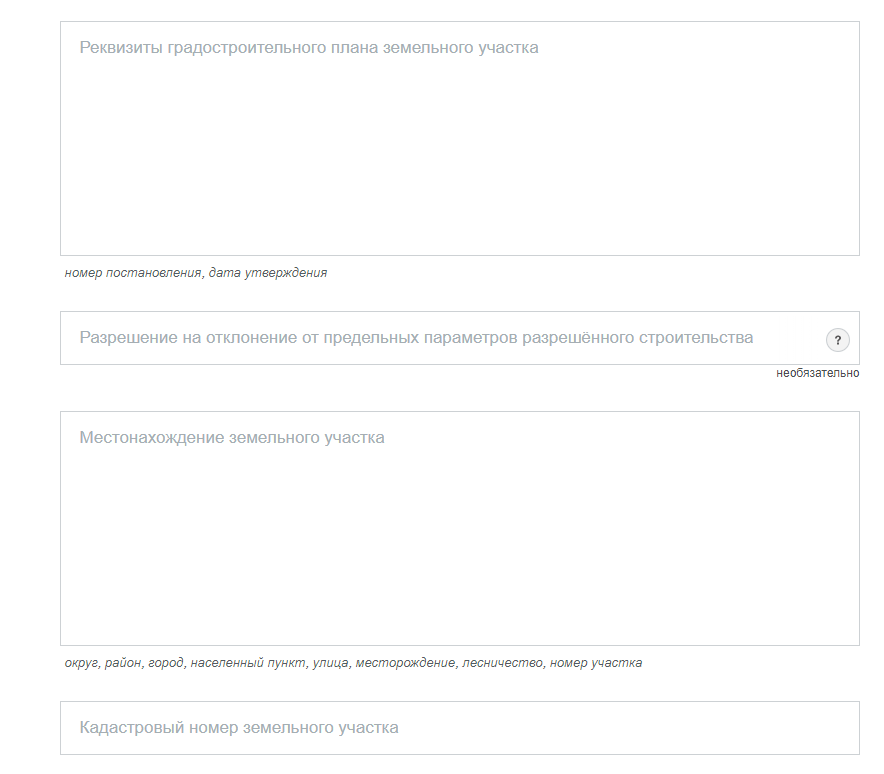 Реквизиты градостроительного плана земельного участка
номер постановления, дата утверждения
Разрешение на отклонение от предельных параметров разрешённого строительства
?
необязательно
Местонахождение земельного участка
округ, район, город, населенный пункт, улица, месторождение, лесничество, номер участка
Кадастровый номер земельного участка